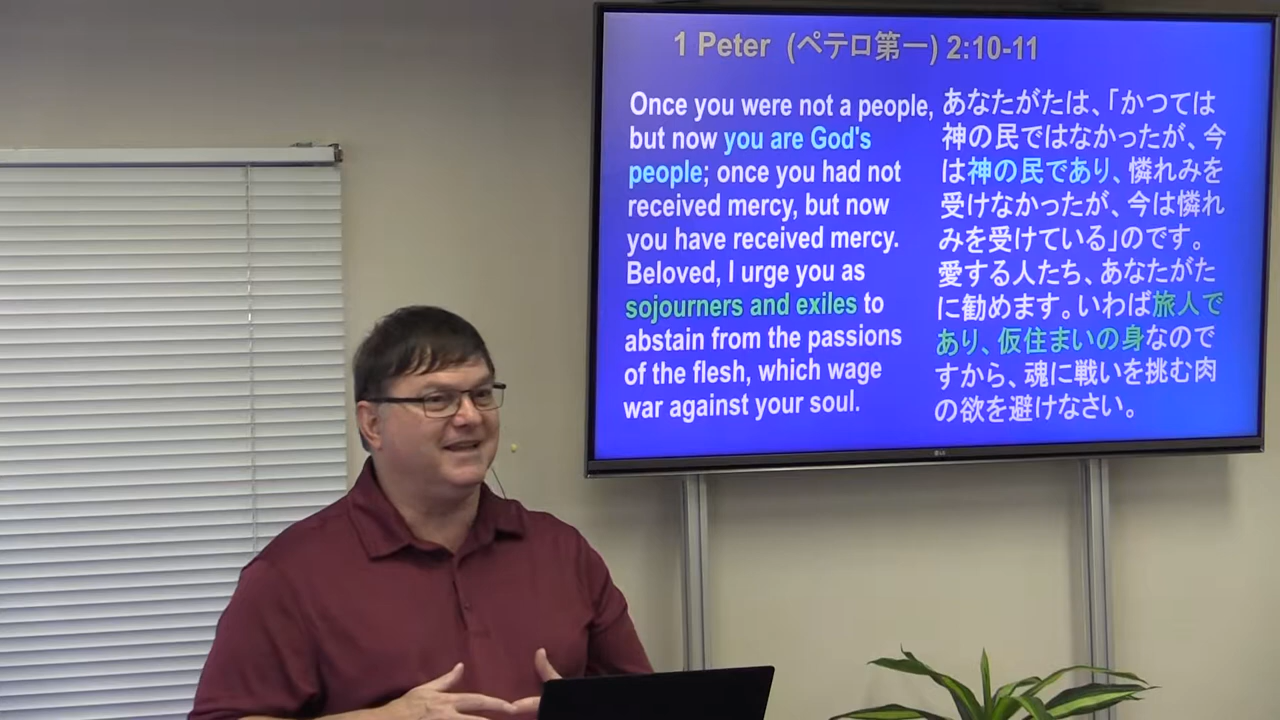 1 Peter (ペテロ第一) 2:10-11
Once you were not a people,
but now you are God's
people; once you had not
received mercy, but now
you have received mercy.
Beloved, I urge you as
sojourners and exiles to
abstain from the passions
of the flesh, which wage
war against your soul.
あなたがたは、「かつては
神の民ではなかったが、今
は神の民であり、憐れみを
受けなかったが、今は憐れ
みを受けている」のです。
愛する人たち、あなたがた
に勧めます。いわば旅人で
あり、仮住まいの身なので
すから、魂に戦いを挑む肉
の欲を避けなさい。
LG